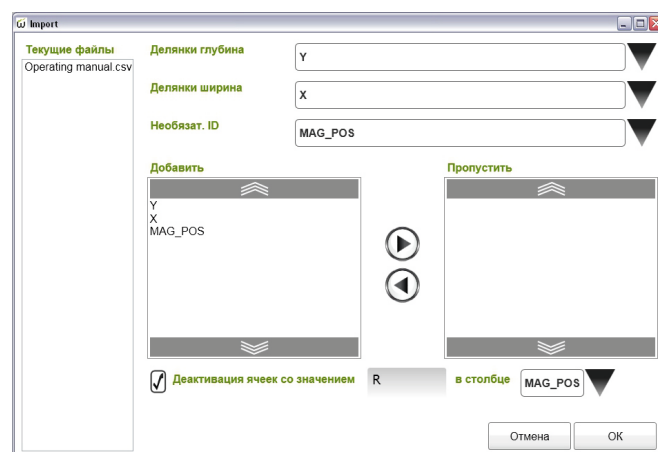 Import
Текущие файлы
Operating manual.csv
Делянки глубина
Y
Делянки ширина
X
Необязат. ID
MAG_POS
Добавить
Пропустить
Y
X
MAG_POS
Деактивация ячеек со значением R в столбце MAG_POS
Отмена
ОК